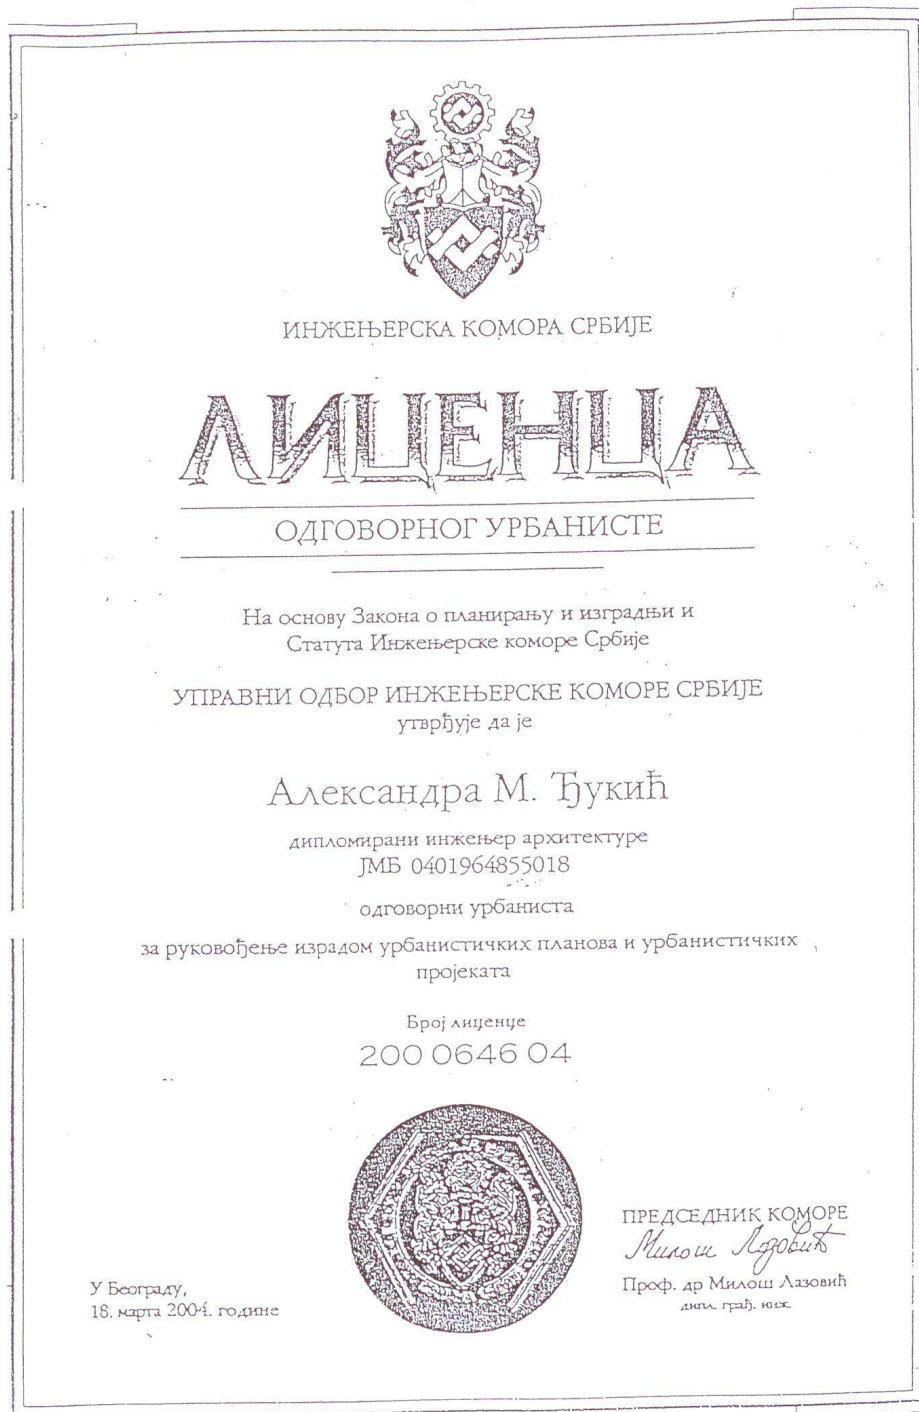 ИНЖЕЊЕРСКА КОМОРА СРБИЈЕ
ЛИЦЕНЦА
ОДГОВОРНОГ УРБАНИСТЕ
На основу Закона о планирању и изградњи и
Статута Инжењерске коморе Србије
УПРАВНИ ОДБОР ИНЖЕЊЕРСКЕ КОМОРЕ СРБИЈЕ
утврђује да је
Александра М. Ђукић
дипломирани инжењер архитектуре
ЈМБ 0401964855018
одговорни урбаниста
за руковођење израдом урбанистичких планова и урбанистичких
пројеката
Број лиценце
200 0646 04
У Београду,
18. марта 2004. године
ПРЕДСЕДНИК КОМОРЕ
Милош Лазовић
Проф. др Милош Лазовић
дипл. грађ. инж.